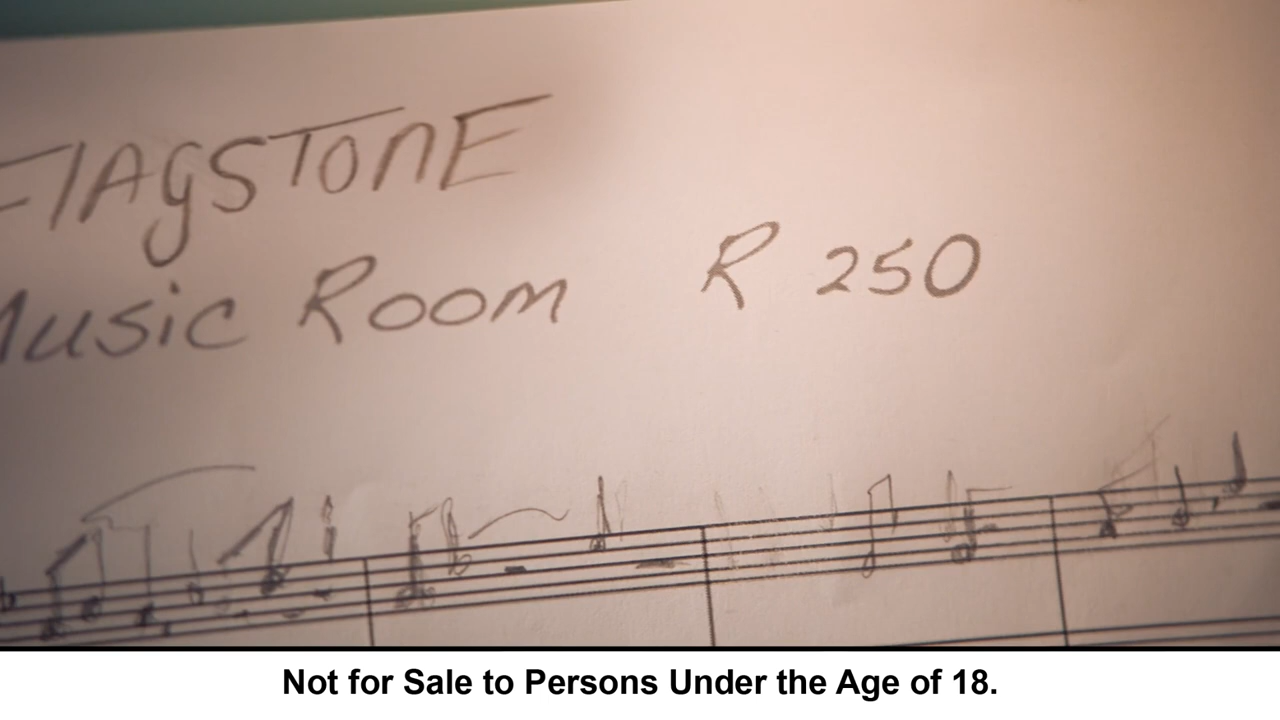 FlAgSTonE
Music Room R 250
Not for Sale to Persons Under the Age of 18.